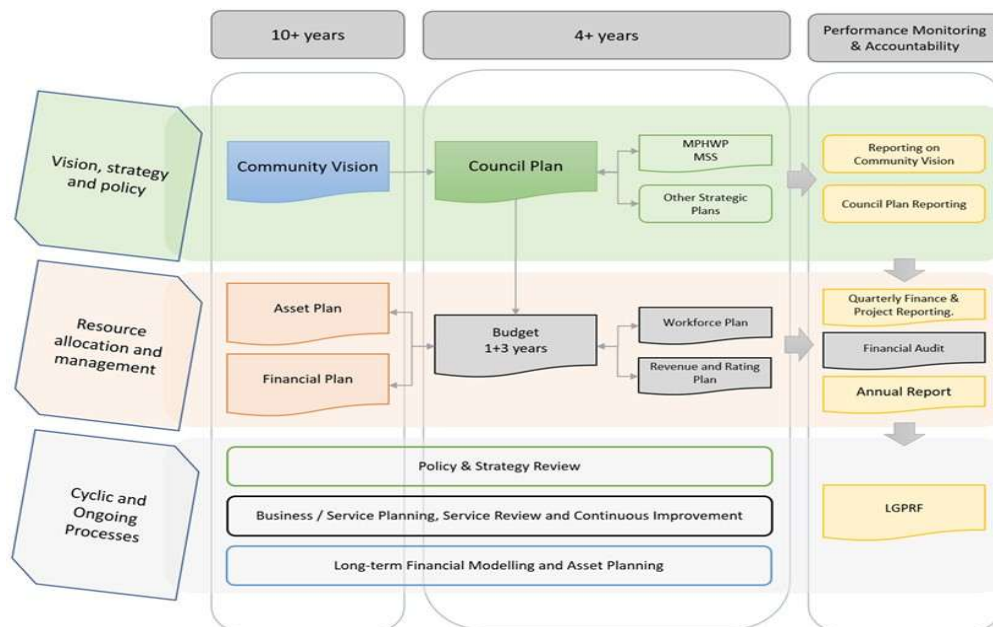 10+ years
4+ years
Performance Monitoring
& Accountability
Vision, strategy
and policy
Community Vision
Council Plan
MPHWP
MSS
Other Strategic
Plans
Reporting on
Community Vision
Council Plan Reporting
Resource
allocation and
management
Asset Plan
Financial Plan
Budget
1+3 years
Workforce Plan
Revenue and Rating
Plan
Quarterly Finance &
Project Reporting.
Financial Audit
Annual Report
Cyclic and
Ongoing
Processes
Policy & Strategy Review
Business / Service Planning, Service Review and Continuous Improvement
Long-term Financial Modelling and Asset Planning
LGPRF